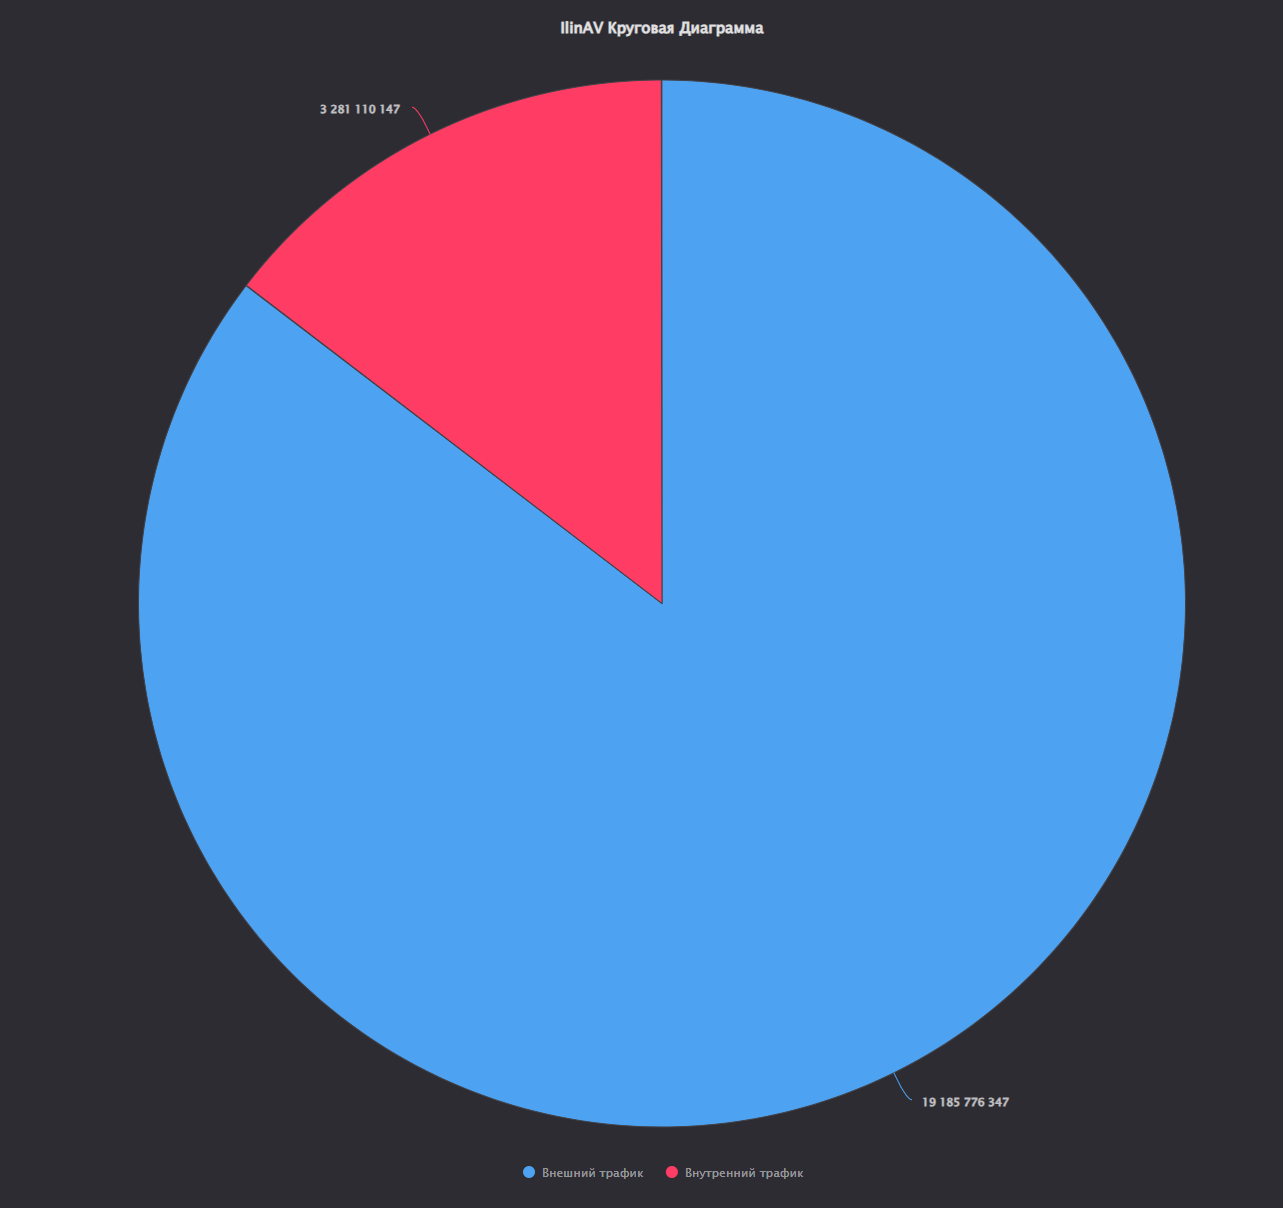 IlinAV Круговая Диаграмма
3 281 110 147
19 185 776 347
Внешний трафик
Внутренний трафик